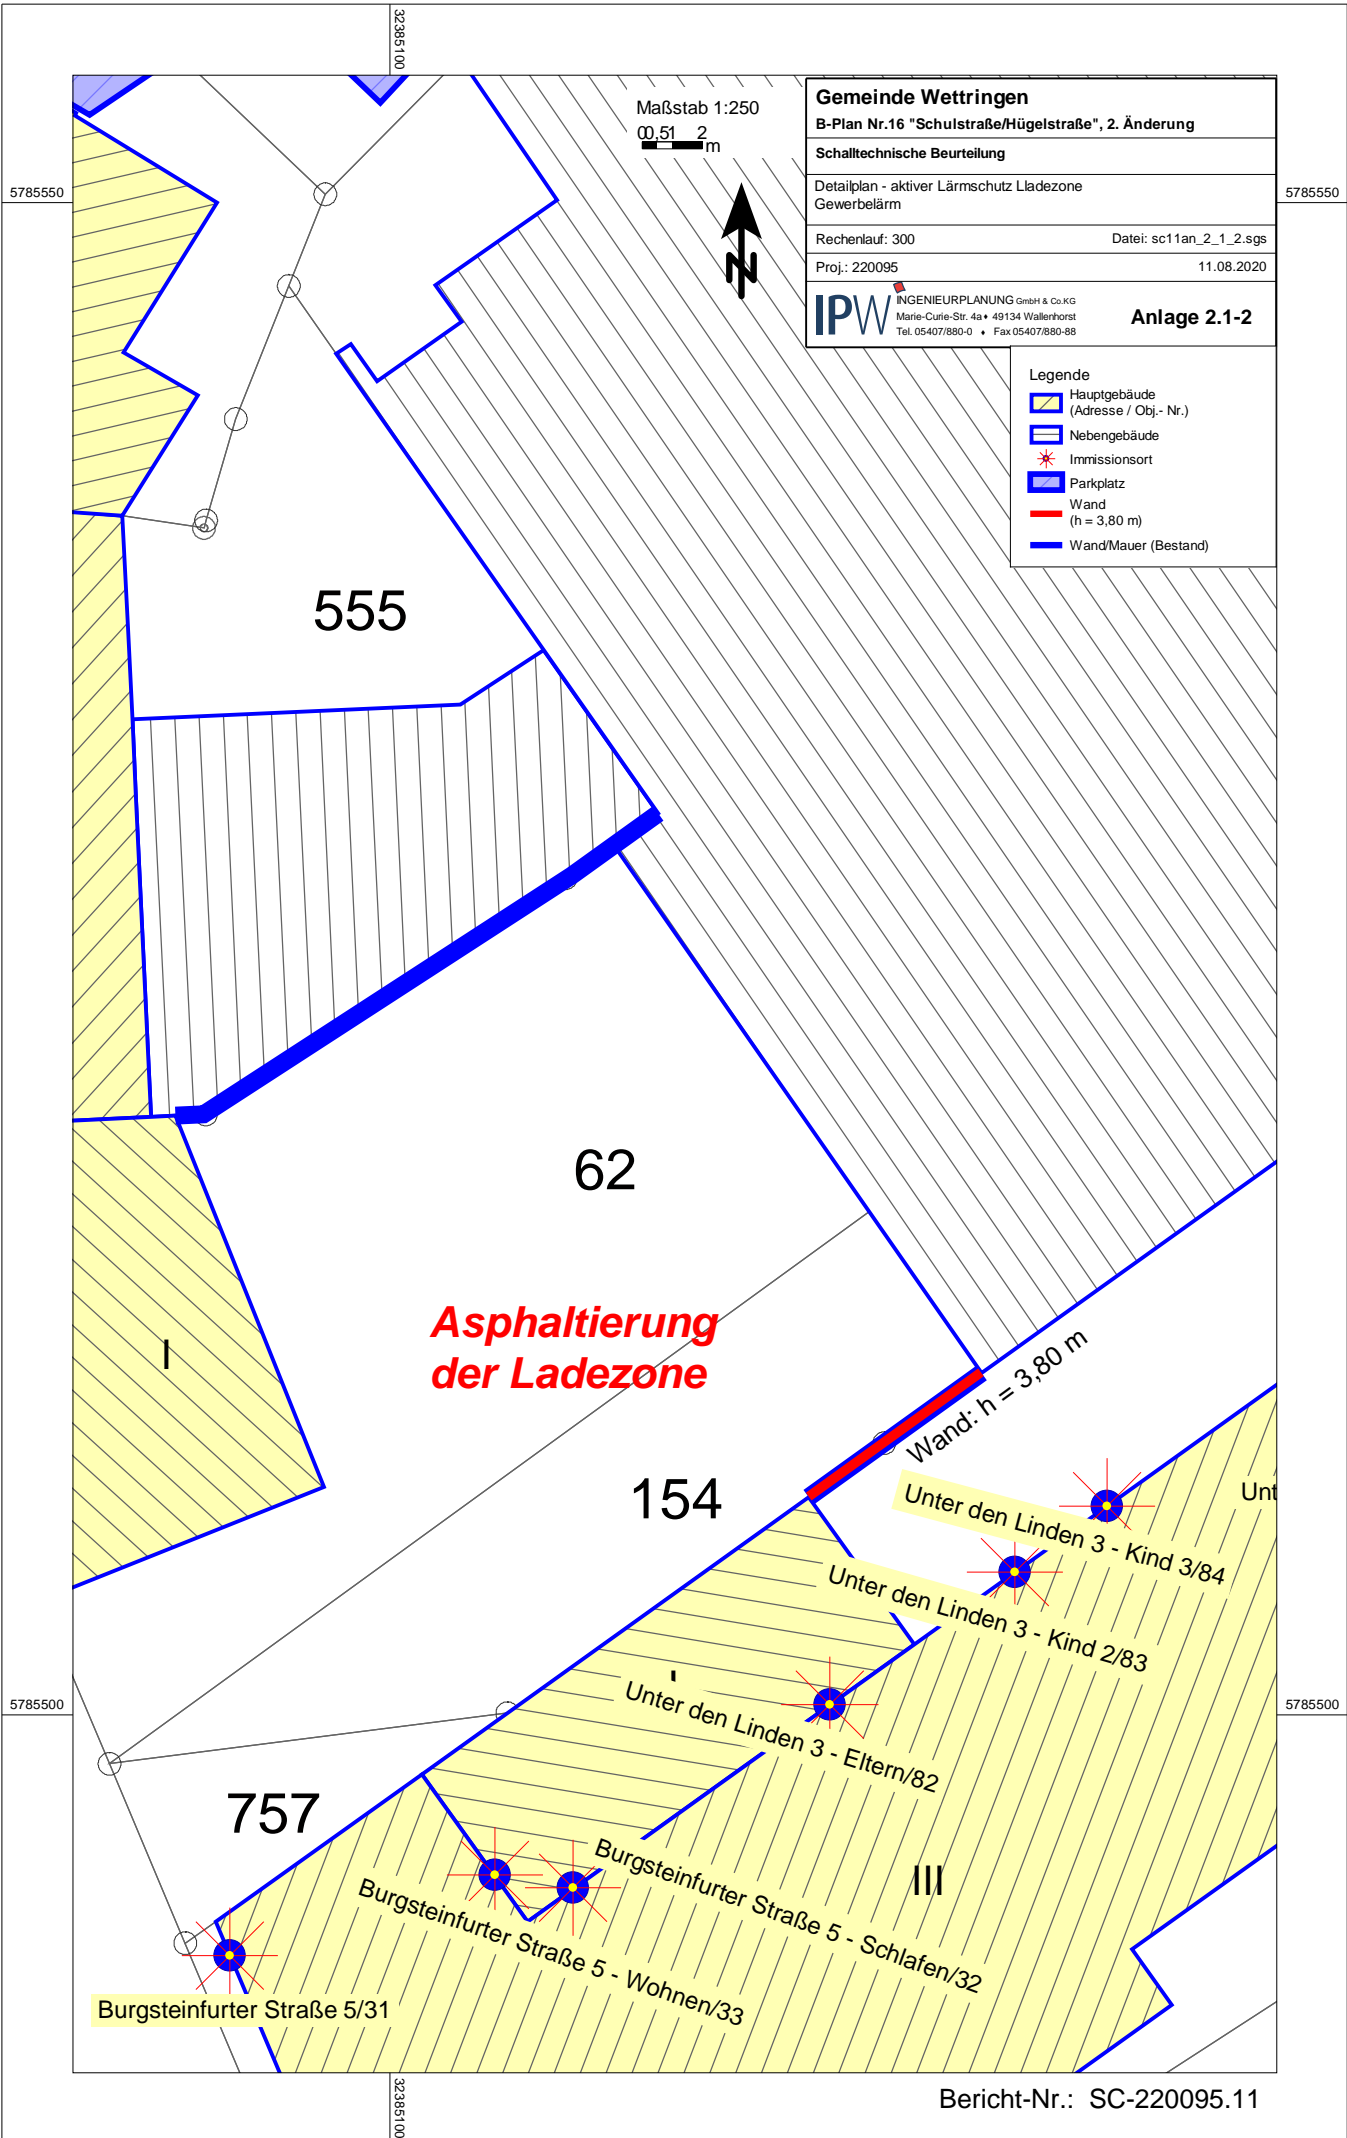 32385100
5785550
5785550
Maßstab 1:250
00,51 2
m
Gemeinde Wettringen
B-Plan Nr.16 "Schulstraße/Hügelstraße", 2. Änderung
Schalltechnische Beurteilung
Detailplan - aktiver Lärmschutz Lladezone
Gewerbelärm
Rechenlauf: 300 Datei: sc11an_2_1_2.sgs
Proj.: 220095 11.08.2020
IPW INGENIEURPLANUNG GmbH & Co.KG
Marie-Curie-Str. 4a ♦ 49134 Wallenhorst
Tel. 05407/880-0 ♦ Fax 05407/880-88
Anlage 2.1-2
N
Legende
Hauptgebäude
(Adresse / Obj.- Nr.)
Nebengebäude
Immissionsort
Parkplatz
Wand
(h = 3,80 m)
Wand/Mauer (Bestand)
555
62
I
Asphaltierung
der Ladezone
Wand: h = 3,80 m
154
Unt
Unter den Linden 3 - Kind 3/84
Unter den Linden 3 - Kind 2/83
I
Unter den Linden 3 - Eltern/82
5785500
5785500
757
III
Burgsteinfurter Straße 5 - Schlafen/32
Burgsteinfurter Straße 5 - Wohnen/33
Burgsteinfurter Straße 5/31
32385100
Bericht-Nr.: SC-220095.11